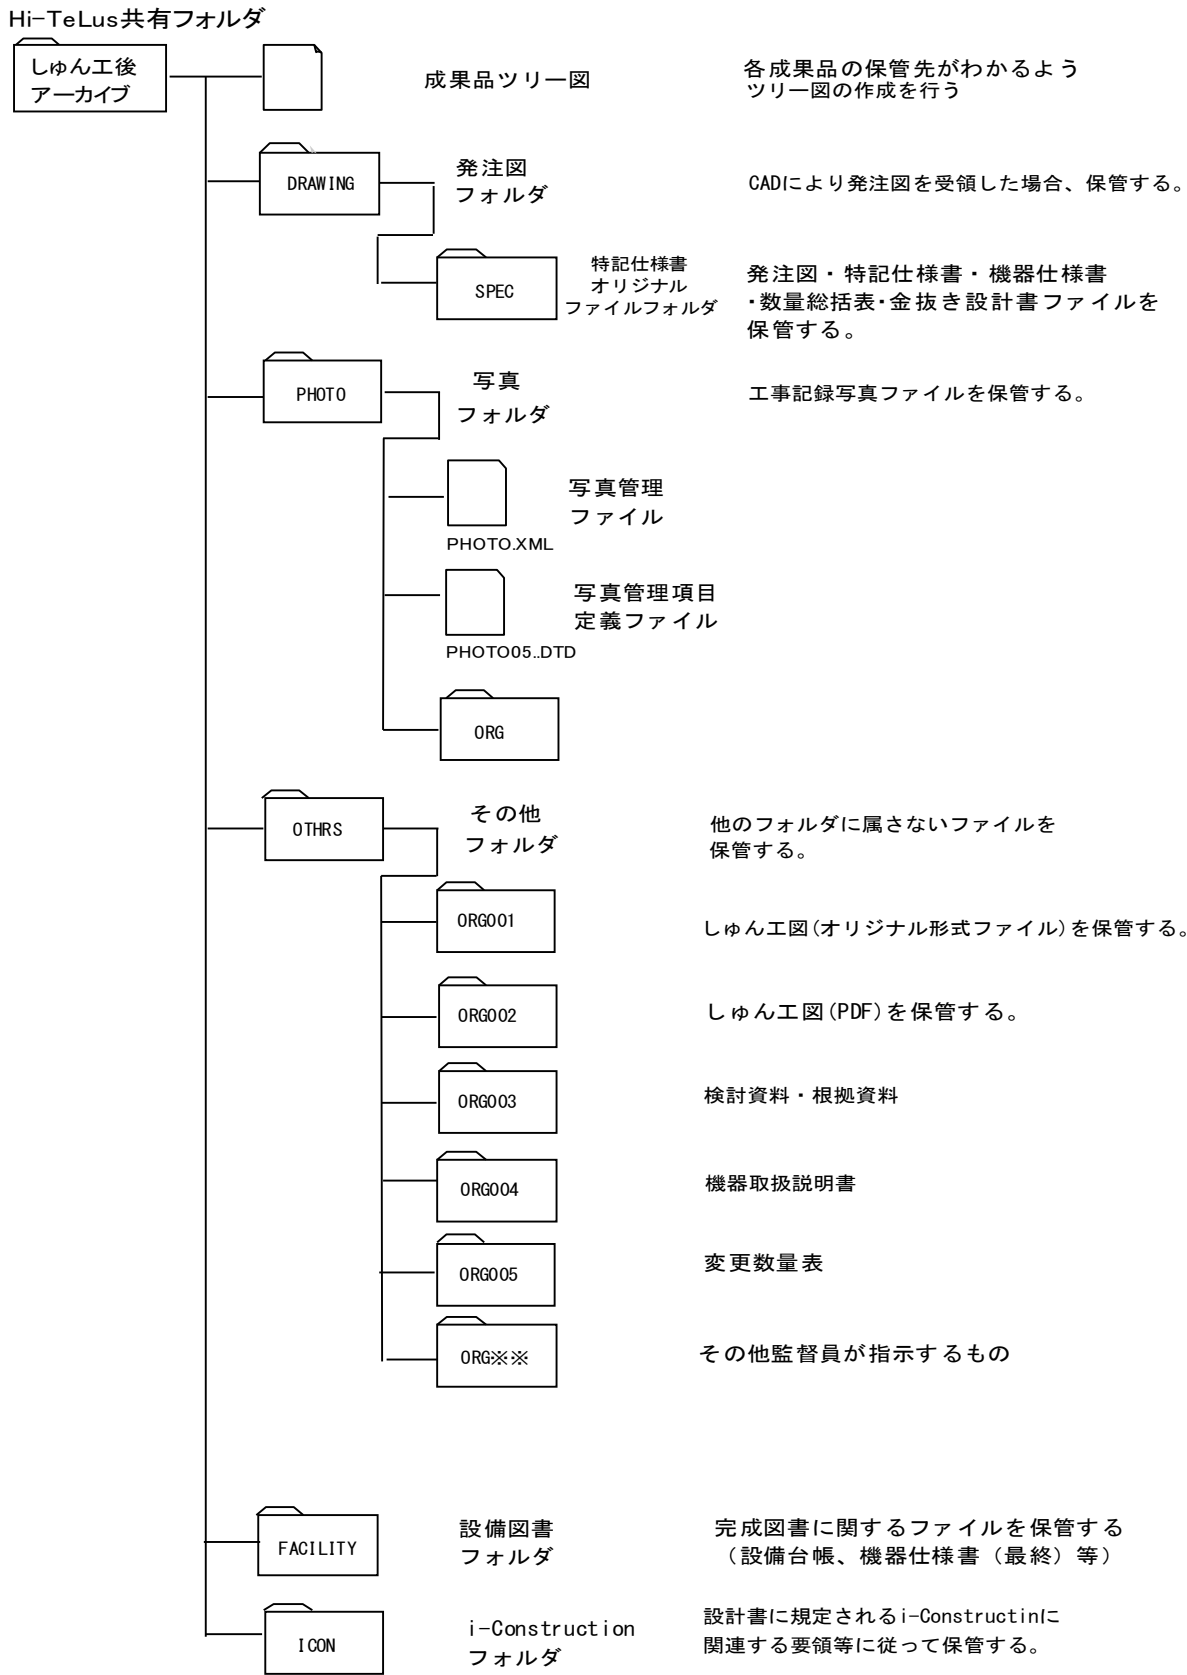 Hi-TeLus共有フォルダ
しゅん工後
アーカイブ
成果品ツリー図
各成果品の保管先がわかるよう
ツリー図の作成を行う
DRAWING
発注図
フォルダ
CADにより発注図を受領した場合、保管する。
SPEC
特記仕様書
オリジナル
ファイルフォルダ
発注図・特記仕様書・機器仕様書
・数量総括表・金抜き設計書ファイルを
保管する。
PHOTO
写真
フォルダ
工事記録写真ファイルを保管する。
写真管理
ファイル
PHOTO.XML
写真管理項目
定義ファイル
PHOTO05..DTD
ORG
OTHRS
その他
フォルダ
他のフォルダに属さないファイルを
保管する。
ORG001
しゅん工図(オリジナル形式ファイル)を保管する。
ORG002
しゅん工図(PDF)を保管する。
ORG003
検討資料・根拠資料
ORG004
機器取扱説明書
ORG005
変更数量表
ORG※※
その他監督員が指示するもの
FACILITY
設備図書
フォルダ
完成図書に関するファイルを保管する
（設備台帳、機器仕様書（最終）等）
ICON
i-Construction
フォルダ
設計書に規定されるi-Constructinに
関連する要領等に従って保管する。